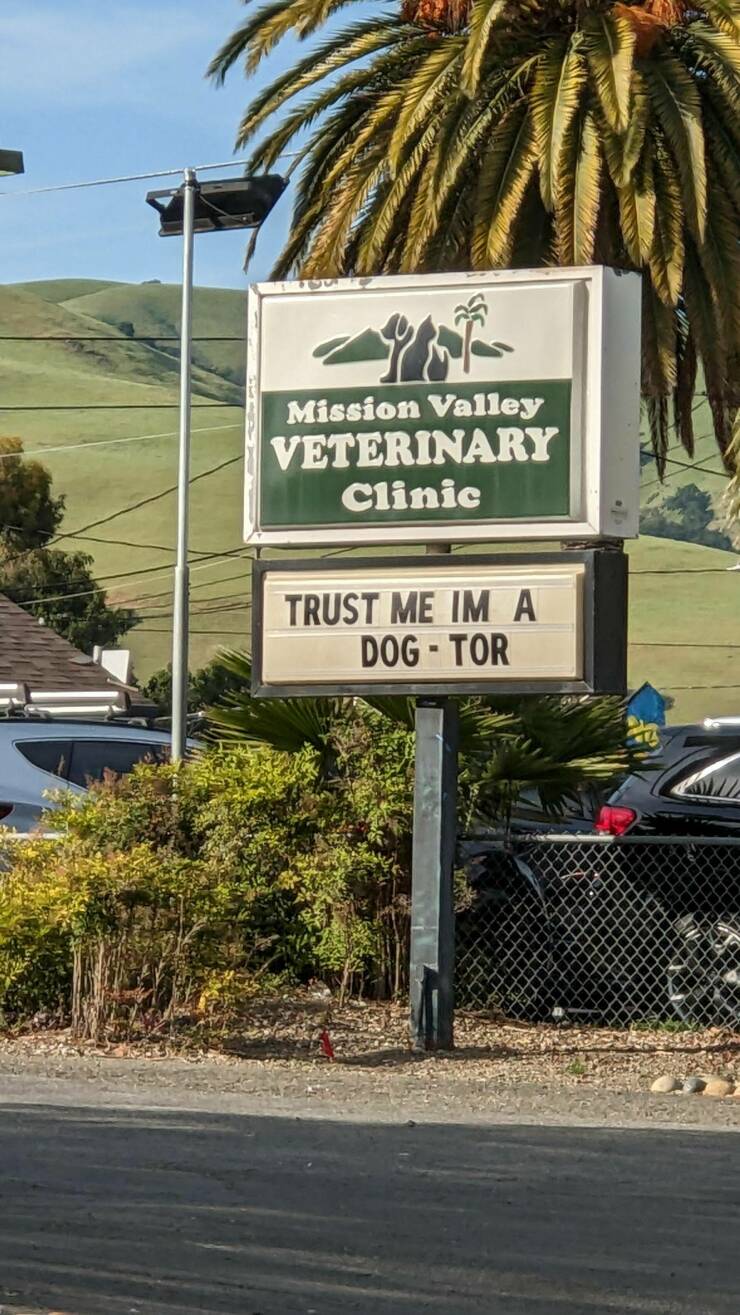 Mission Valley
VETERINARY
Clinic
TRUST ME IM A
DOG - TOR